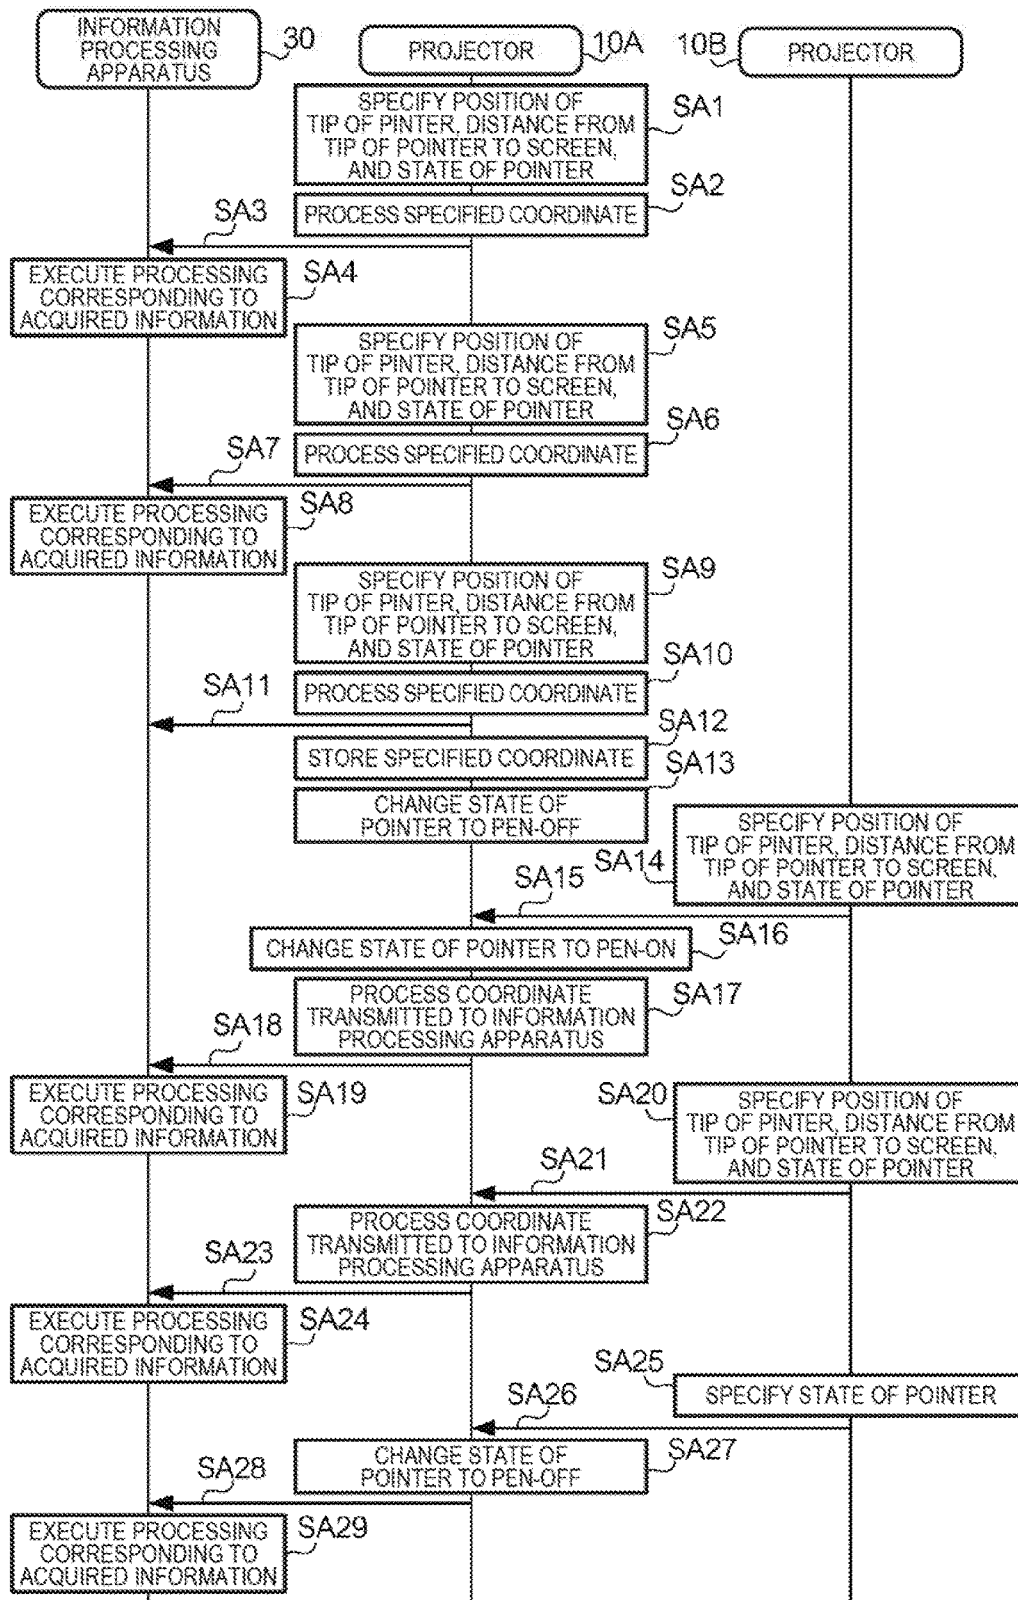 INFORMATION
PROCESSING
APPARATUS
30
PROJECTOR
10A
10B
PROJECTOR
SPECIFY POSITION OF
TIP OF PINTER, DISTANCE FROM
TIP OF POINTER TO SCREEN,
AND STATE OF POINTER
SA1
PROCESS SPECIFIED COORDINATE
SA2
SA3
EXECUTE PROCESSING
CORRESPONDING TO
ACQUIRED INFORMATION
SA4
SPECIFY POSITION OF
TIP OF PINTER, DISTANCE FROM
TIP OF POINTER TO SCREEN,
AND STATE OF POINTER
SA5
PROCESS SPECIFIED COORDINATE
SA6
SA7
EXECUTE PROCESSING
CORRESPONDING TO
ACQUIRED INFORMATION
SA8
SPECIFY POSITION OF
TIP OF PINTER, DISTANCE FROM
TIP OF POINTER TO SCREEN,
AND STATE OF POINTER
SA9
PROCESS SPECIFIED COORDINATE
SA10
SA11
STORE SPECIFIED COORDINATE
SA12
CHANGE STATE OF
POINTER TO PEN-OFF
SA13
SPECIFY POSITION OF
TIP OF PINTER, DISTANCE FROM
TIP OF POINTER TO SCREEN,
AND STATE OF POINTER
SA14
SA15
CHANGE STATE OF POINTER TO PEN-ON
SA16
PROCESS COORDINATE
TRANSMITTED TO INFORMATION
PROCESSING APPARATUS
SA17
SA18
EXECUTE PROCESSING
CORRESPONDING TO
ACQUIRED INFORMATION
SA19
SA20
SPECIFY POSITION OF
TIP OF PINTER, DISTANCE FROM
TIP OF POINTER TO SCREEN,
AND STATE OF POINTER
SA21
PROCESS COORDINATE
TRANSMITTED TO INFORMATION
PROCESSING APPARATUS
SA22
SA23
EXECUTE PROCESSING
CORRESPONDING TO
ACQUIRED INFORMATION
SA24
SA25
SPECIFY STATE OF POINTER
SA26
CHANGE STATE OF
POINTER TO PEN-OFF
SA27
SA28
EXECUTE PROCESSING
CORRESPONDING TO
ACQUIRED INFORMATION
SA29